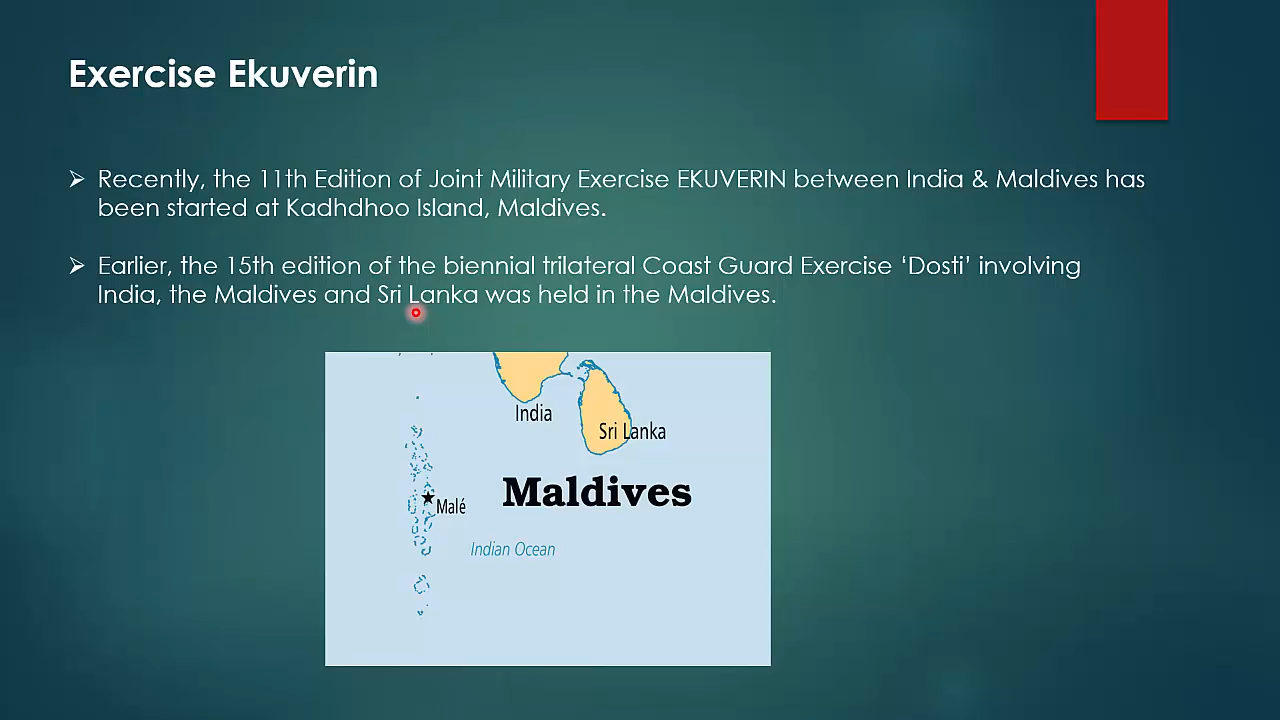 Exercise Ekuverin
➢ Recently, the 11th Edition of Joint Military Exercise EKUVERIN between India & Maldives has
been started at Kadhdhoo Island, Maldives.
➢ Earlier, the 15th edition of the biennial trilateral Coast Guard Exercise ‘Dosti’ involving
India, the Maldives and Sri Lanka was held in the Maldives.
India
Sri Lanka
Maldives
Malé
Indian Ocean